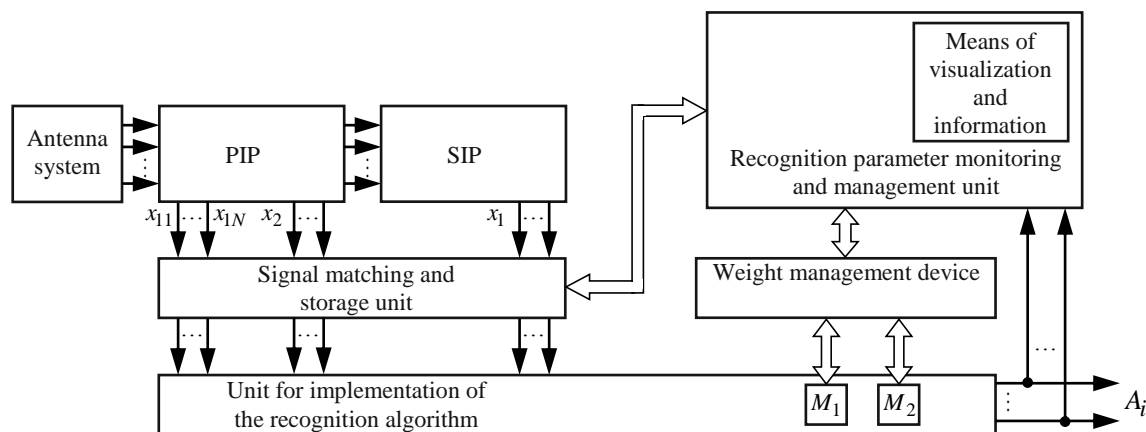 Means of
visualization
and
information
Recognition parameter monitoring
and management unit
Antenna
system
PIP
SIP
x11 ... x1N x2 ... x1 ...
Signal matching and
storage unit
Weight management device
Unit for implementation of
the recognition algorithm
M1 M2
Ai